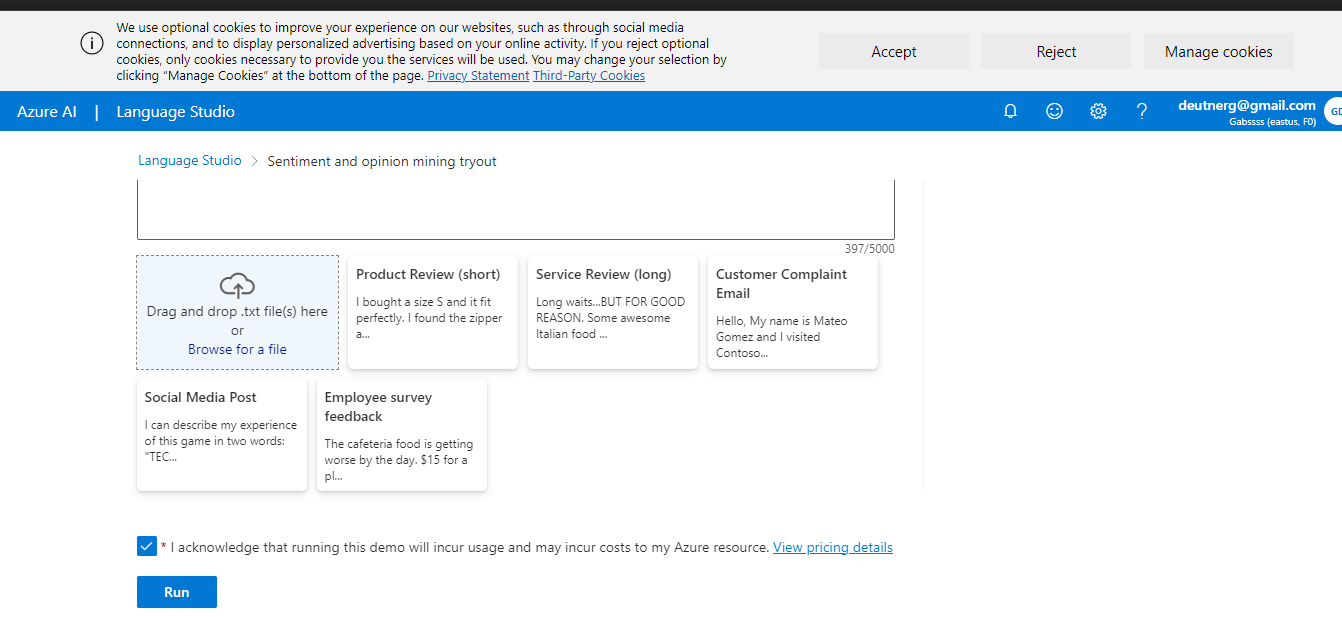 We use optional cookies to improve your experience on our websites, such as through social media
connections, and to display personalized advertising based on your online activity. If you reject optional
cookies, only cookies necessary to provide you the services will be used. You may change your selection by
clicking “Manage Cookies” at the bottom of the page. Privacy Statement Third-Party Cookies
Accept
Reject
Manage cookies
Azure AI | Language Studio
deutnerg@gmail.com
Gabssss (eastus, F0)
GD
Language Studio > Sentiment and opinion mining tryout
397/5000
Drag and drop .txt file(s) here
or
Browse for a file
Product Review (short)
I bought a size S and it fit
perfectly. I found the zipper
a...
Service Review (long)
Long waits...BUT FOR GOOD
REASON. Some awesome
Italian food ...
Customer Complaint
Email
Hello, My name is Mateo
Gomez and I visited
Contoso...
Social Media Post
I can describe my experience
of this game in two words:
"TEC...
Employee survey
feedback
The cafeteria food is getting
worse by the day. $15 for a
pl...
* I acknowledge that running this demo will incur usage and may incur costs to my Azure resource. View pricing details
Run